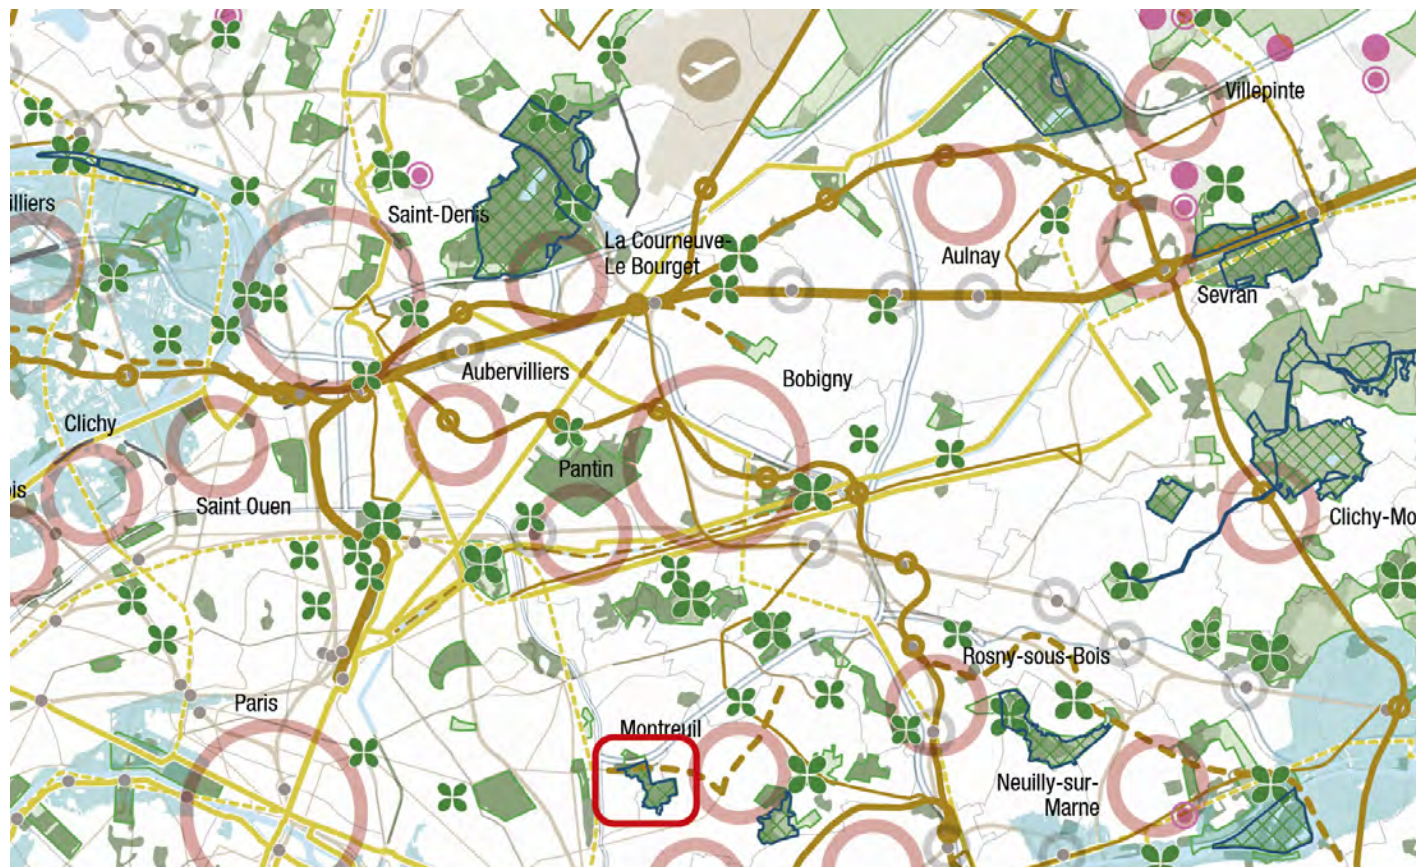 Villepinte
illiers
Saint-Denis
La Courneuve-
Le Bourget
Aulnay
Sevran
Aubervilliers
Bobigny
Clichy
Pantin
is
Saint Ouen
Clichy-Mo
Rosny-sous-Bois
Paris
Montreuil
Neuilly-sur-
Marne